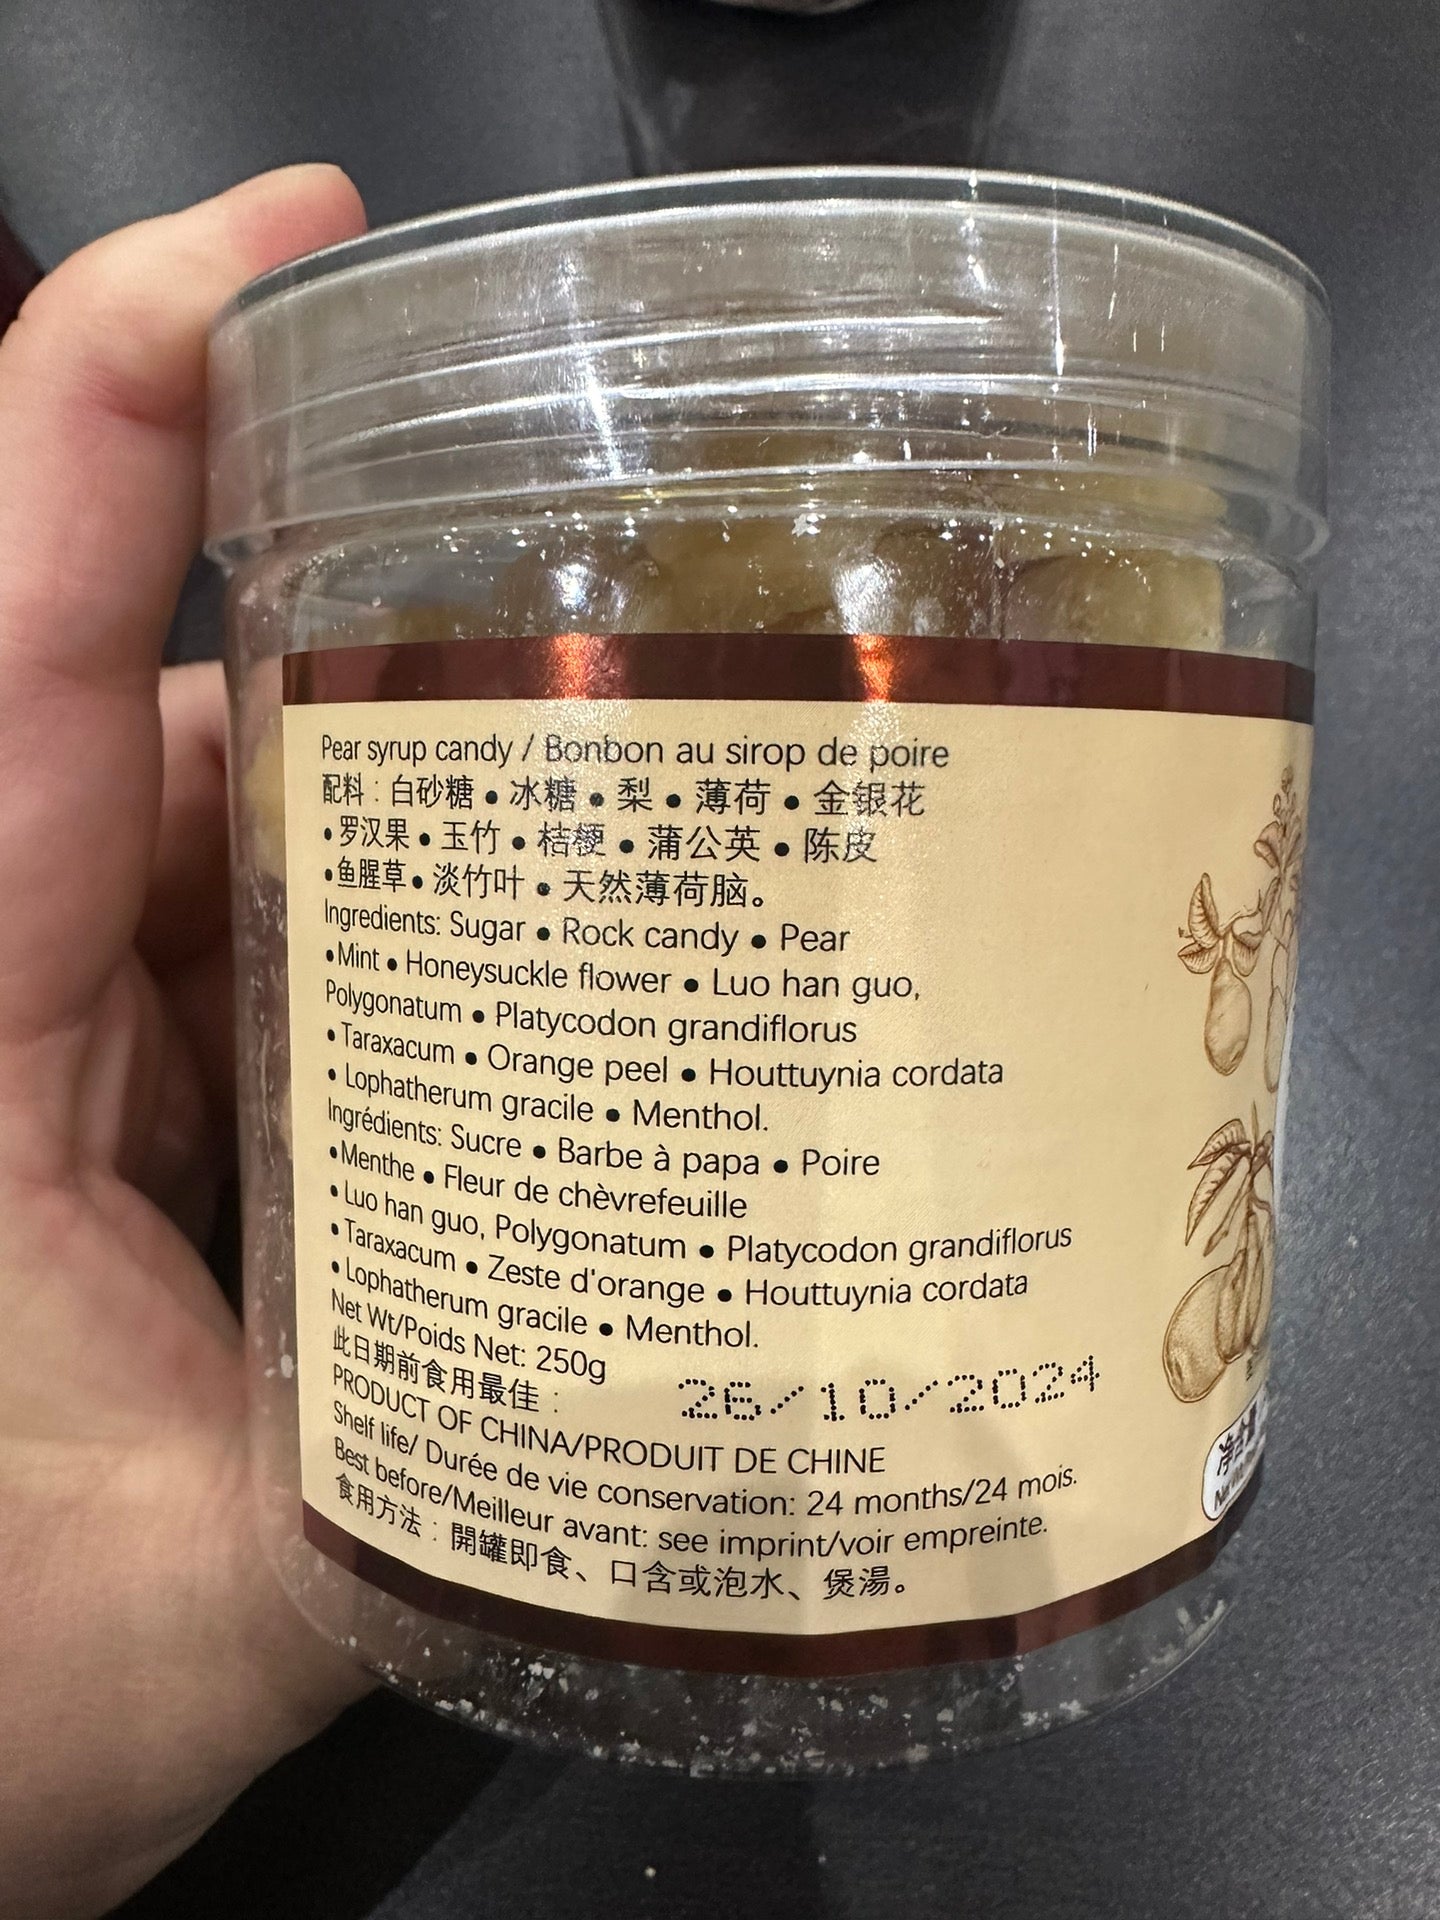 Pear syrup candy / Bonbon au sirop de poire
配料：白砂糖 • 冰糖 • 梨 • 薄荷 • 金银花
• 罗汉果 • 玉竹 • 桔梗 • 蒲公英 • 陈皮
• 鱼腥草 • 淡竹叶 • 天然薄荷脑。
Ingredients: Sugar • Rock candy • Pear
• Mint • Honeysuckle flower • Luo han guo,
Polygonatum • Platycodon grandiflorus
• Taraxacum • Orange peel • Houttuynia cordata
• Lophatherum gracile • Menthol.
Ingrédients: Sucre • Barbe à papa • Poire
• Menthe • Fleur de chèvrefeuille
• Luo han guo, Polygonatum • Platycodon grandiflorus
• Taraxacum • Zeste d'orange • Houttuynia cordata
• Lophatherum gracile • Menthol.
Net Wt/Poids Net: 250g
此日期前食用最佳： 26/10/2024
PRODUCT OF CHINA/PRODUIT DE CHINE
Shelf life/ Durée de vie conservation: 24 months/24 mois.
Best before/Meilleur avant: see imprint/voir empreinte.
食用方法：開罐即食、口含或泡水、煲湯。
净含量